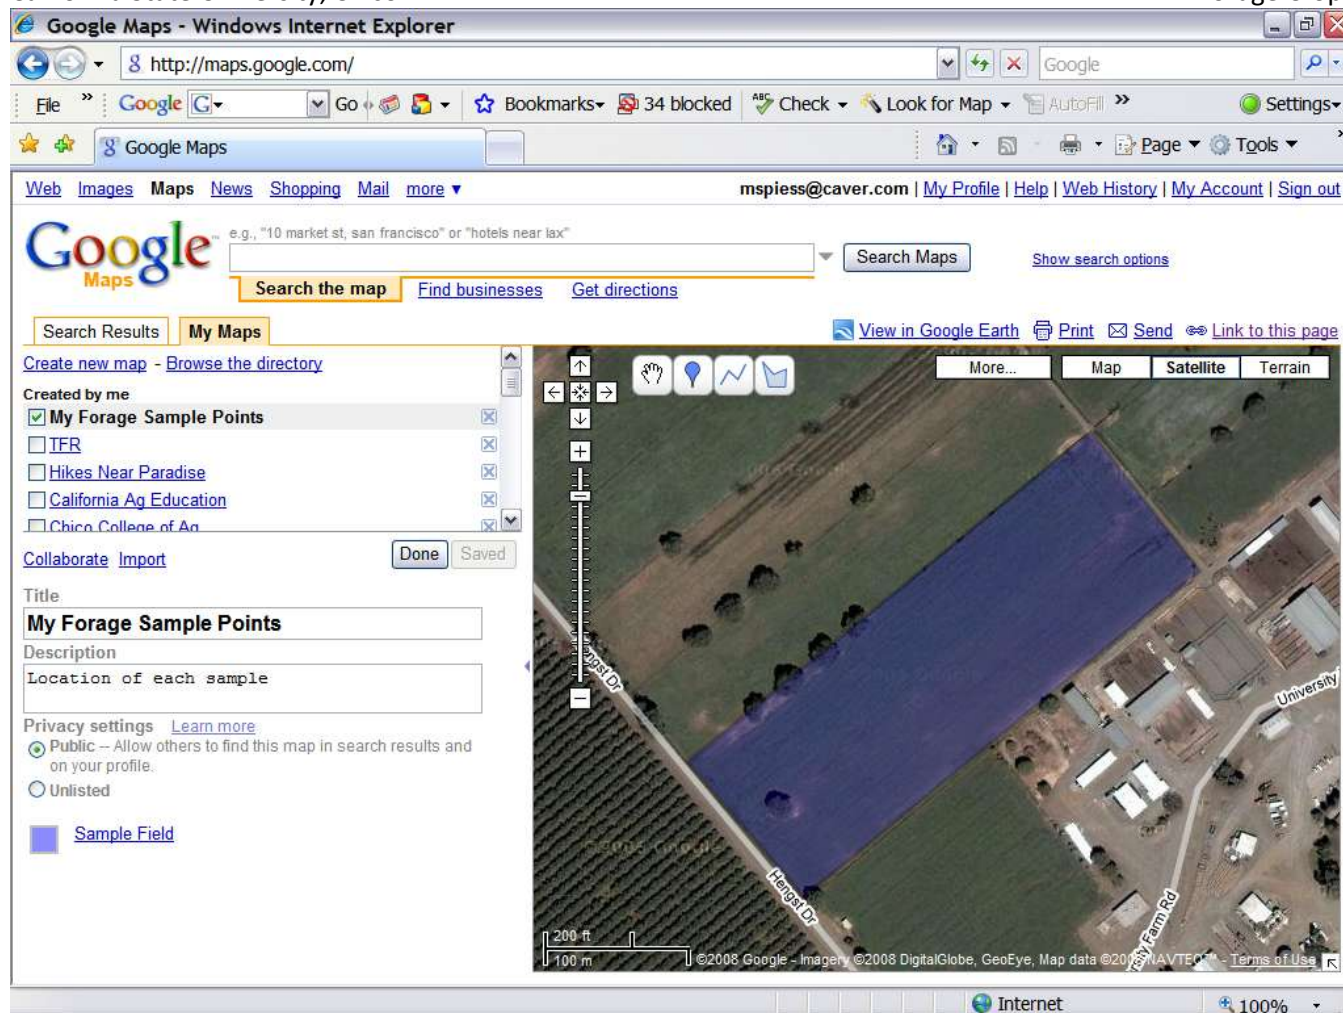 Google Maps - Windows Internet Explorer
http://maps.google.com/
Google
File » Google G Go Bookmarks 34 blocked ABC Check Look for Map AutoFill » Settings
Google Maps
Page Tools »
Web Images Maps News Shopping Mail more ▼ mspiess@caver.com | My Profile | Help | Web History | My Account | Sign out
Google Maps
e.g., "10 market st, san francisco" or "hotels near lax"
Search Maps Show search options
Search the map Find businesses Get directions
Search Results My Maps View in Google Earth Print Send Link to this page
Create new map - Browse the directory
Created by me
My Forage Sample Points
TFR
Hikes Near Paradise
California Ag Education
Chico College of Ag
Collaborate Import Done Saved
Title
My Forage Sample Points
Description
Location of each sample
Privacy settings Learn more
Public -- Allow others to find this map in search results and
on your profile.
Unlisted
Sample Field
More... Map Satellite Terrain
Hengst Dr
Hengst Dr
University
Farm Rd
200 ft
100 m
©2008 Google - Imagery ©2008 DigitalGlobe, GeoEye, Map data NAVTEQ™ - Terms of Use
Internet 100%